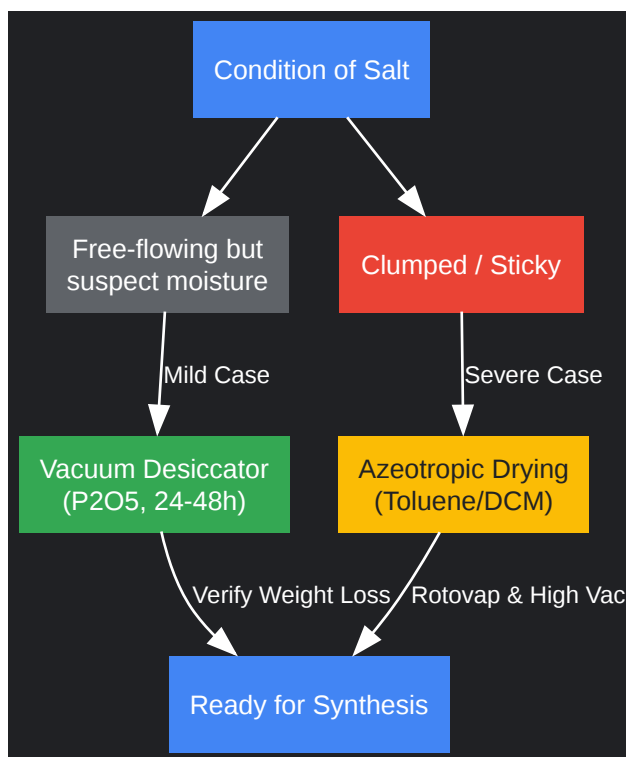 Condition of Salt
Free-flowing but
suspect moisture
Clumped / Sticky
Mild Case
Severe Case
Vacuum Desiccator
(P2O5, 24-48h)
Azeotropic Drying
(Toluene/DCM)
Verify Weight Loss
Rotovap & High Vac
Ready for Synthesis